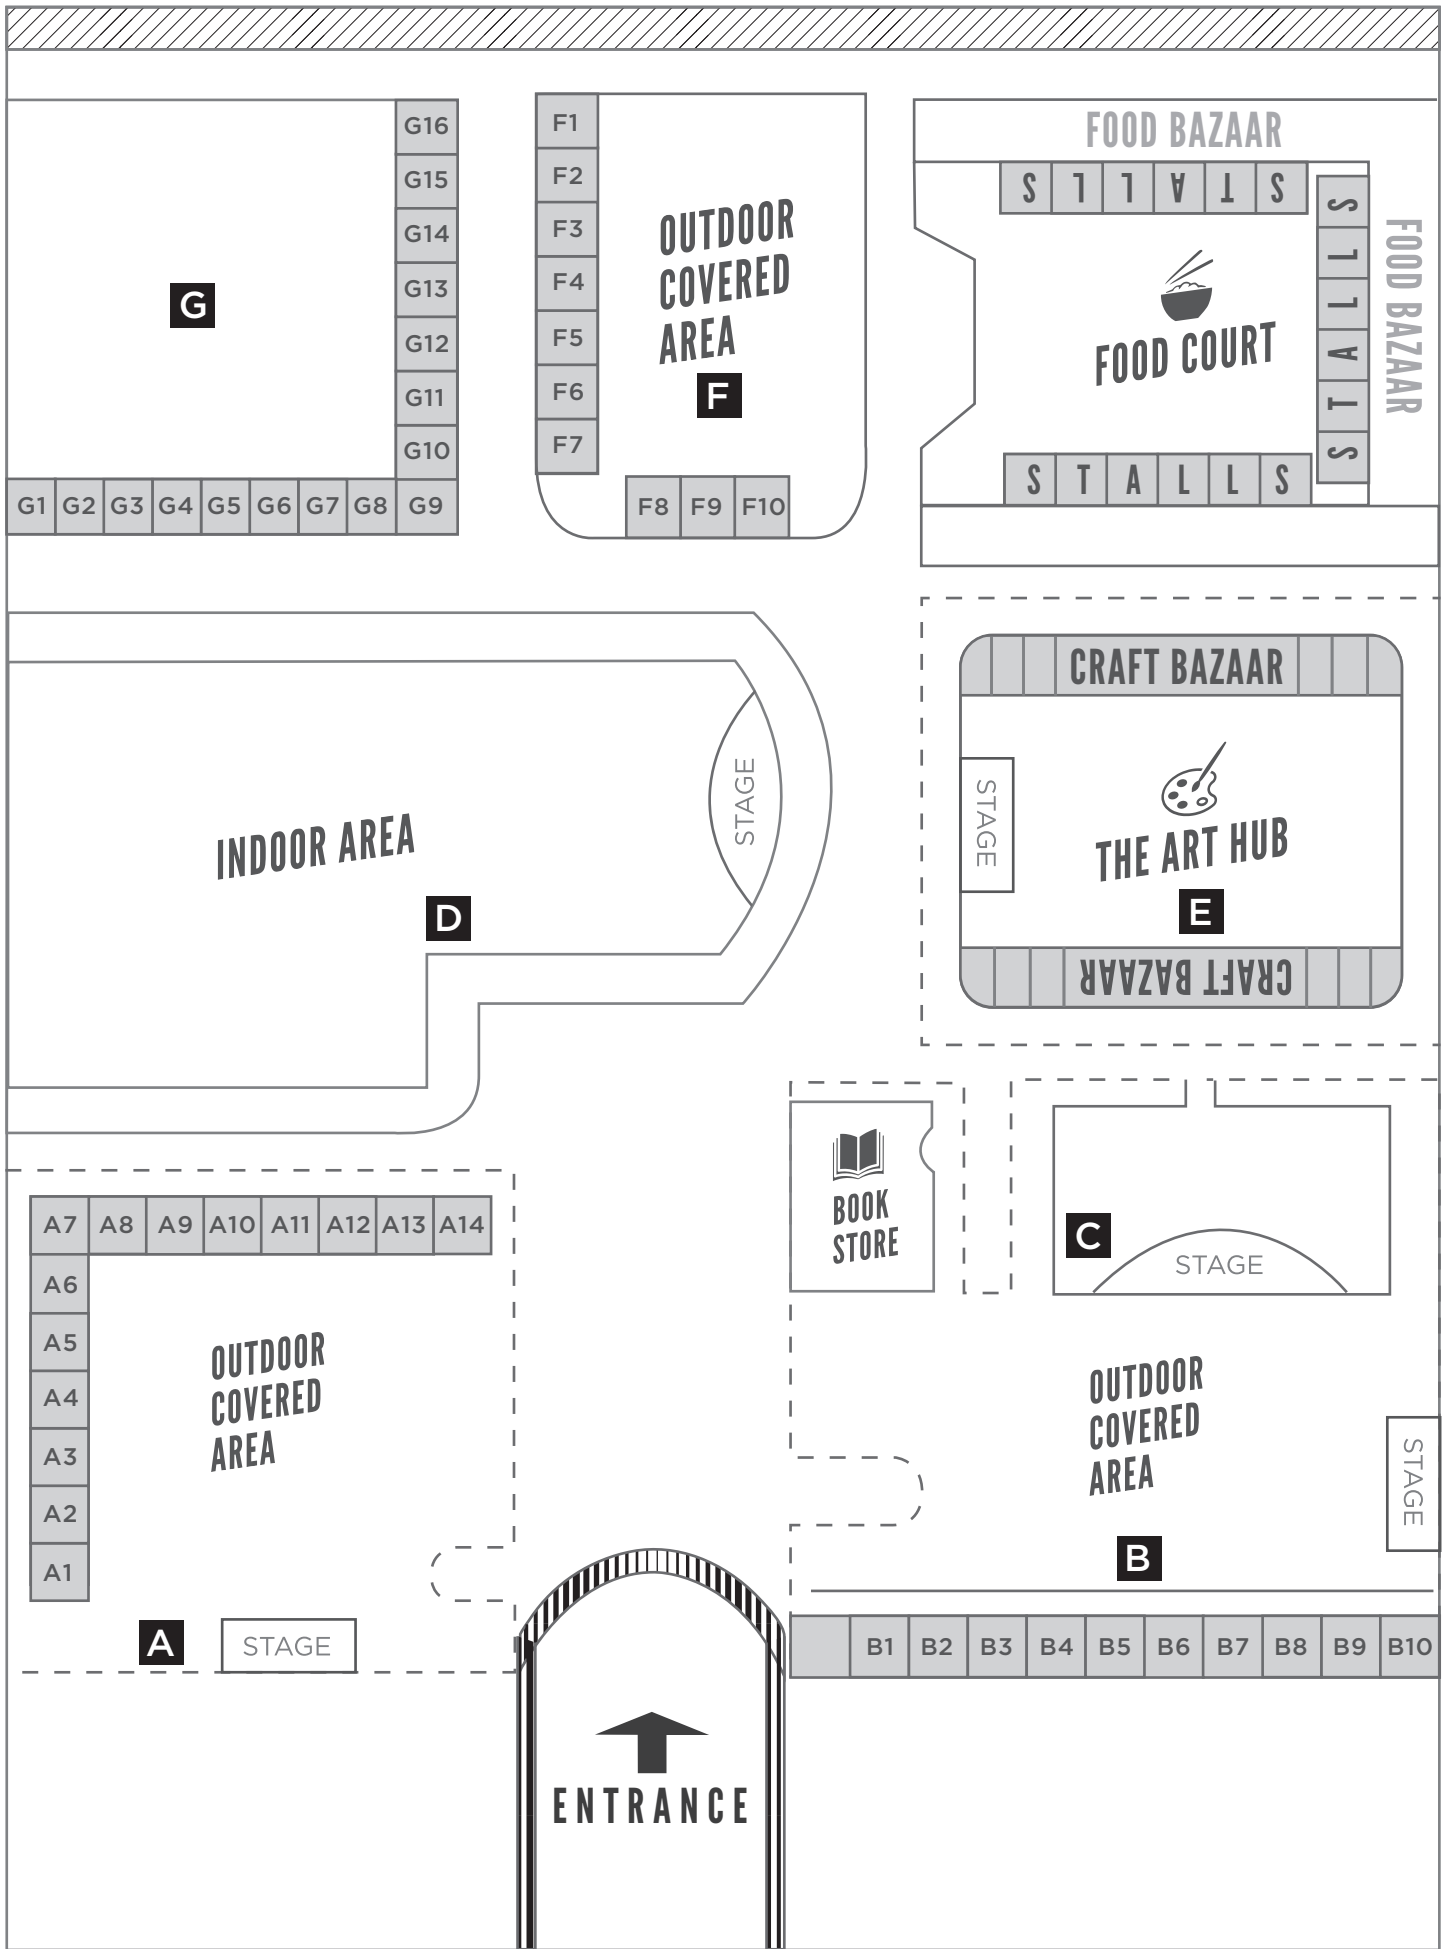 FOOD BAZAAR
STALLS
STALLS
FOOD BAZAAR
FOOD COURT
STALLS
G16
G15
G14
G13
G12
G11
G10
G
G1 G2 G3 G4 G5 G6 G7 G8 G9
F1
F2
F3
F4
F5
F6
F7
OUTDOOR
COVERED
AREA
F
F8 F9 F10
INDOOR AREA
D
STAGE
CRAFT BAZAAR
STAGE
THE ART HUB
E
CRAFT BAZAAR
BOOK
STORE
C
STAGE
A7 A8 A9 A10 A11 A12 A13 A14
A6
A5
A4
A3
A2
A1
OUTDOOR
COVERED
AREA
A
STAGE
OUTDOOR
COVERED
AREA
STAGE
B
B1 B2 B3 B4 B5 B6 B7 B8 B9 B10
ENTRANCE